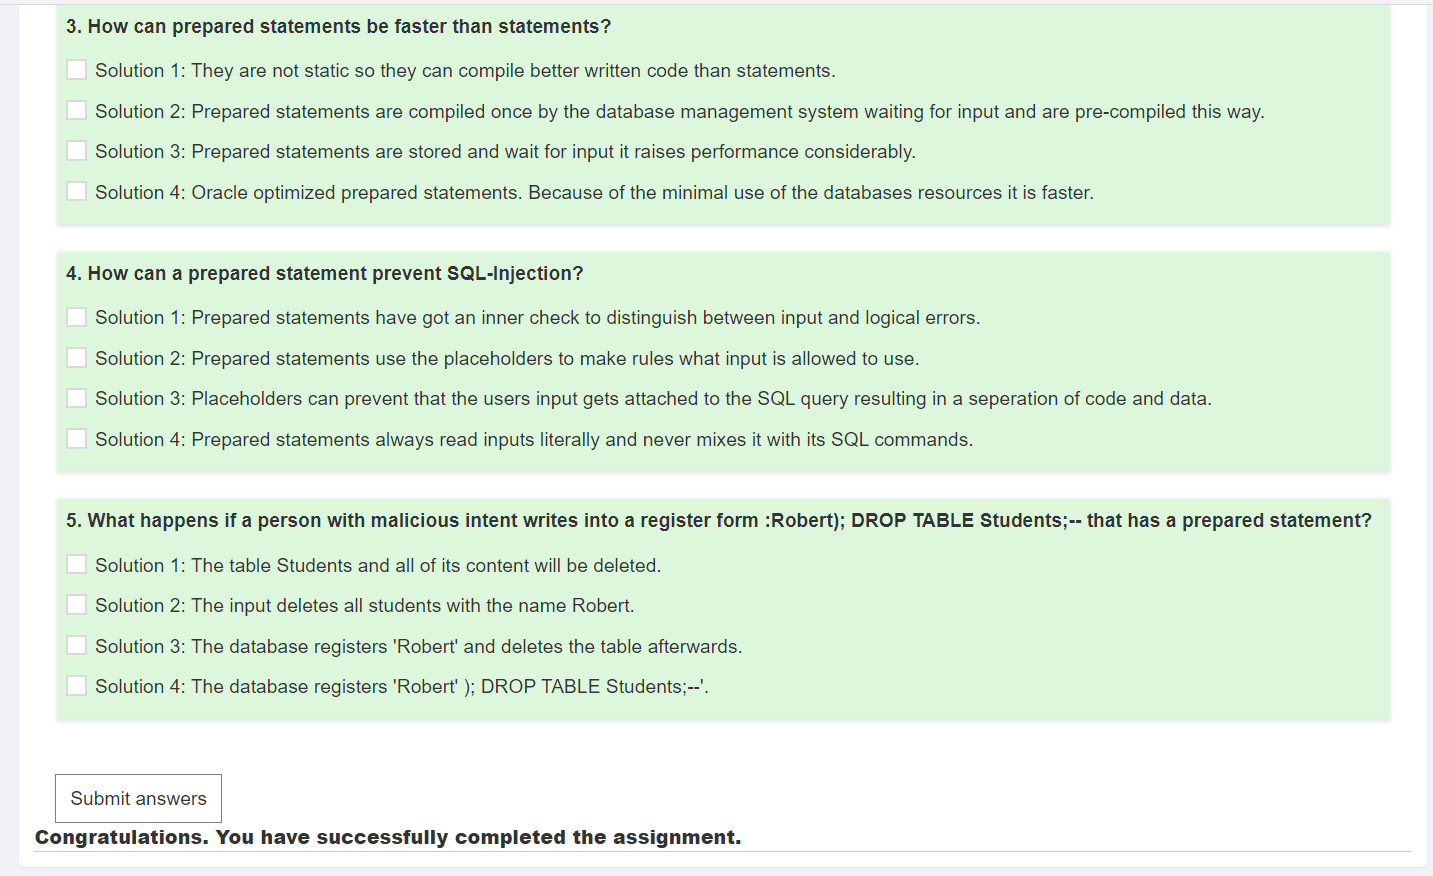 3. How can prepared statements be faster than statements?
Solution 1: They are not static so they can compile better written code than statements.
Solution 2: Prepared statements are compiled once by the database management system waiting for input and are pre-compiled this way.
Solution 3: Prepared statements are stored and wait for input it raises performance considerably.
Solution 4: Oracle optimized prepared statements. Because of the minimal use of the databases resources it is faster.
4. How can a prepared statement prevent SQL-Injection?
Solution 1: Prepared statements have got an inner check to distinguish between input and logical errors.
Solution 2: Prepared statements use the placeholders to make rules what input is allowed to use.
Solution 3: Placeholders can prevent that the users input gets attached to the SQL query resulting in a seperation of code and data.
Solution 4: Prepared statements always read inputs literally and never mixes it with its SQL commands.
5. What happens if a person with malicious intent writes into a register form :Robert); DROP TABLE Students;-- that has a prepared statement?
Solution 1: The table Students and all of its content will be deleted.
Solution 2: The input deletes all students with the name Robert.
Solution 3: The database registers 'Robert' and deletes the table afterwards.
Solution 4: The database registers 'Robert' ); DROP TABLE Students;--'.
Submit answers
Congratulations. You have successfully completed the assignment.